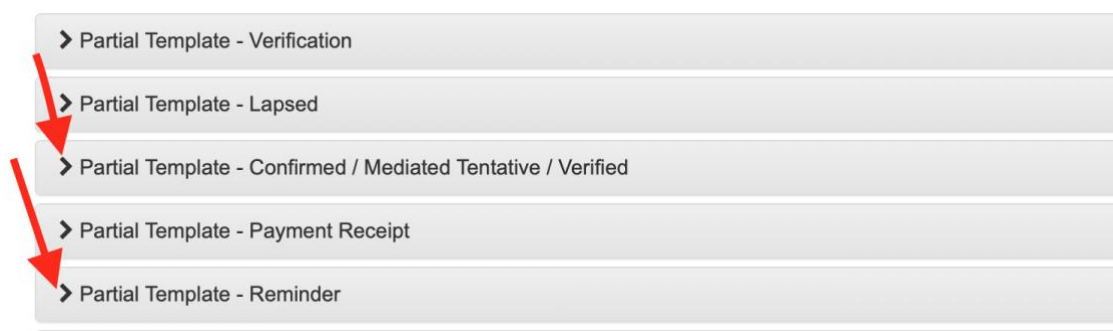 Partial Template - Verification
Partial Template - Lapsed
Partial Template - Confirmed / Mediated Tentative / Verified
Partial Template - Payment Receipt
Partial Template - Reminder